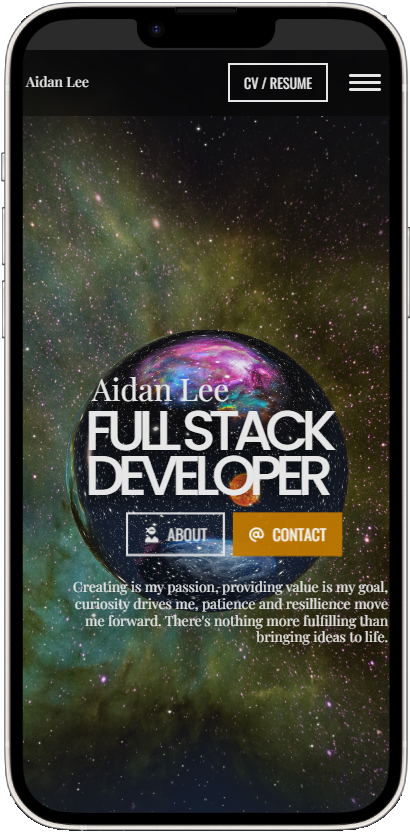 Aidan Lee
CV / RESUME
Aidan Lee
FULL STACK
DEVELOPER
ABOUT
@ CONTACT
Creating is my passion, providing value is my goal,
curiosity drives me, patience and resillience move
me forward. There's nothing more fulfilling than
bringing ideas to life.